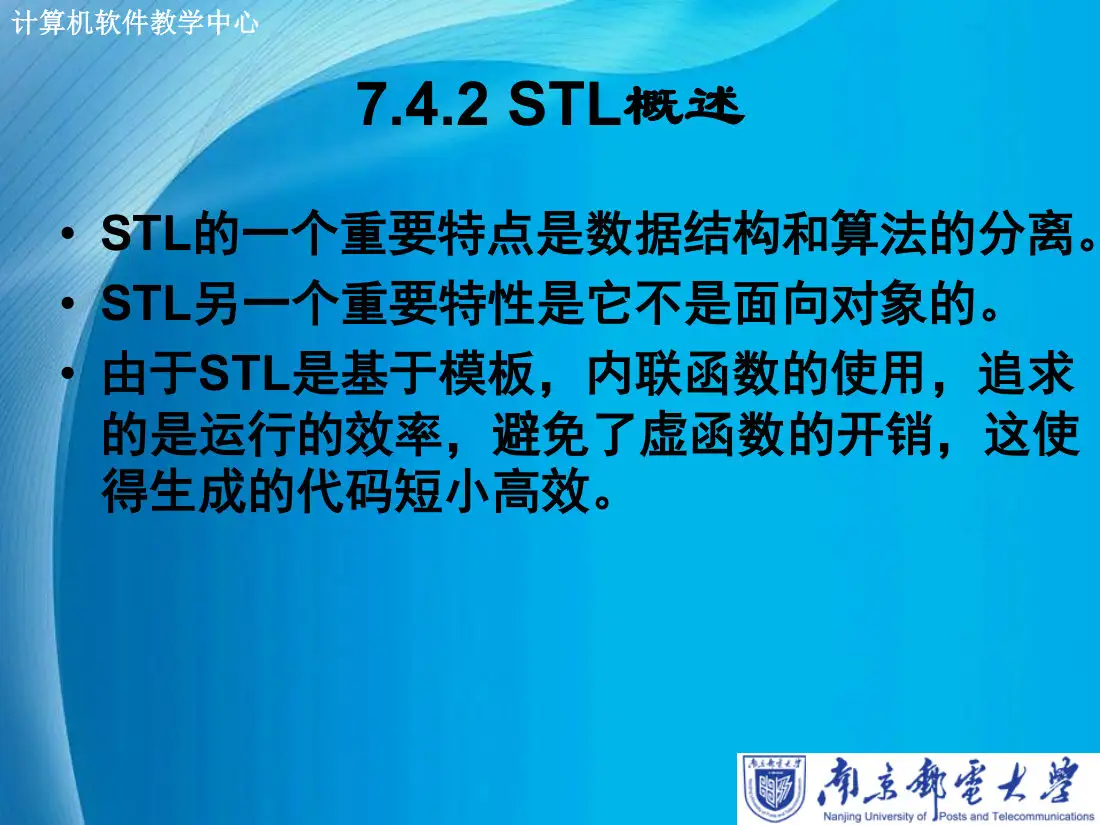 计算机软件教学中心
7.4.2 STL概述
• STL的一个重要特点是数据结构和算法的分离。
• STL另一个重要特性是它不是面向对象的。
• 由于STL是基于模板，内联函数的使用，追求
的是运行的效率，避免了虚函数的开销，这使
得生成的代码短小高效。
南京邮电大学
南京郵電大學
Nanjing University of Posts and Telecommunications